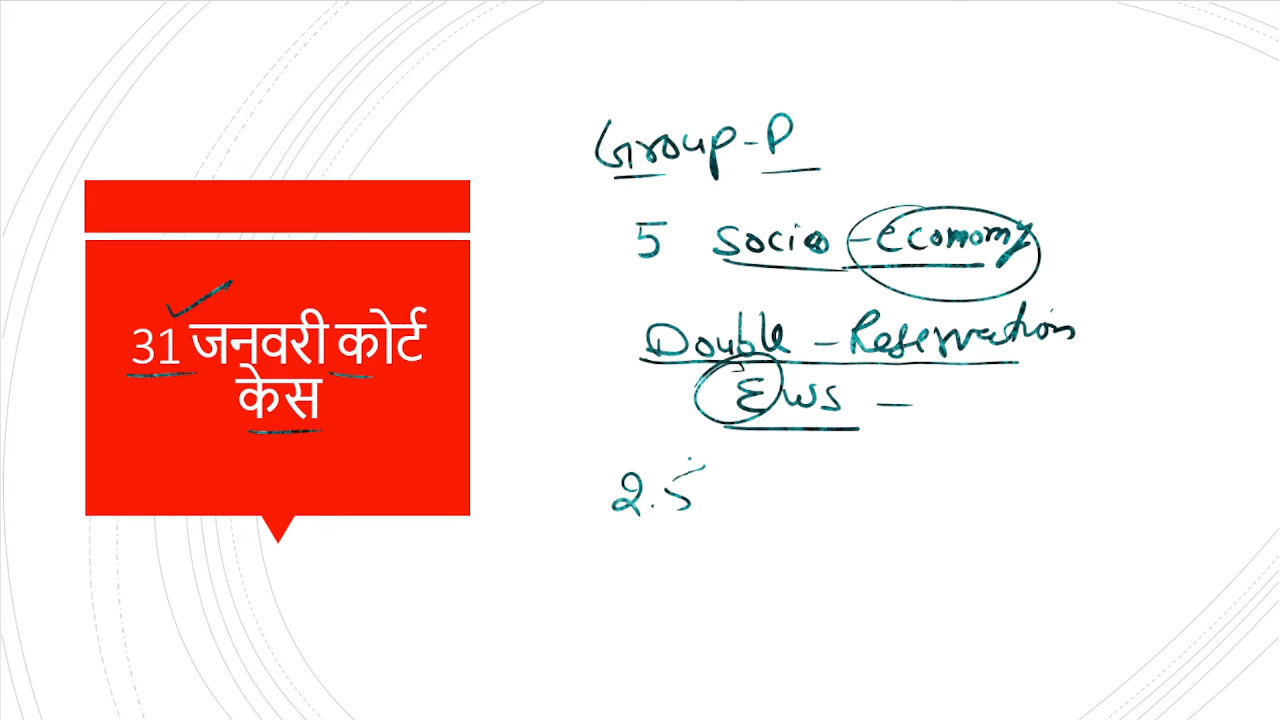 31 जनवरी कोर्ट
केस
Group-P
5 Socio-economy
Double-Reservation
EWS -
2.5